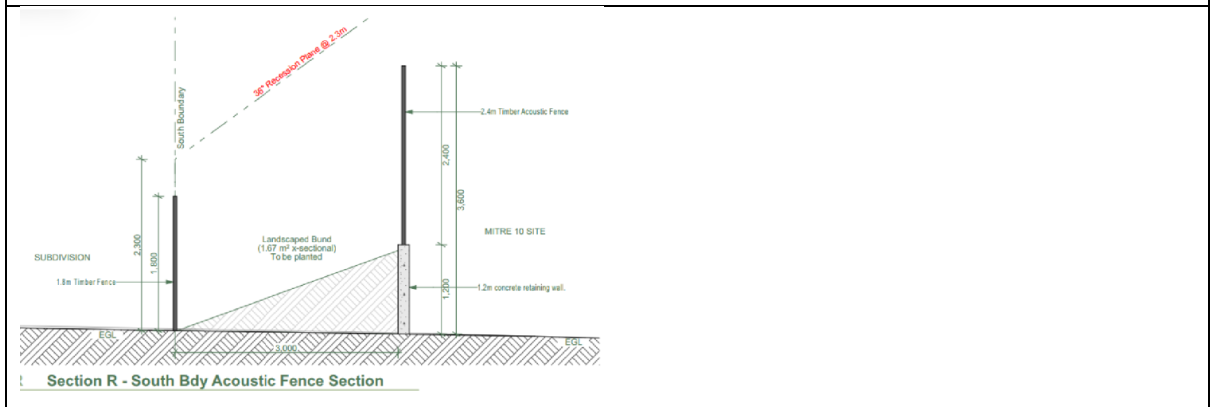 36° Recession Plane @ 2.3m
South Boundary
2.4m Timber Acoustic Fence
2,400
3,600
Landscaped Bund
(1.67 m² x-sectional)
To be planted
MITRE 10 SITE
SUBDIVISION
2,300
1,800
1.8m Timber Fence
1,200
1.2m concrete retaining wall.
EGL
EGL
3,000
Section R - South Bdy Acoustic Fence Section